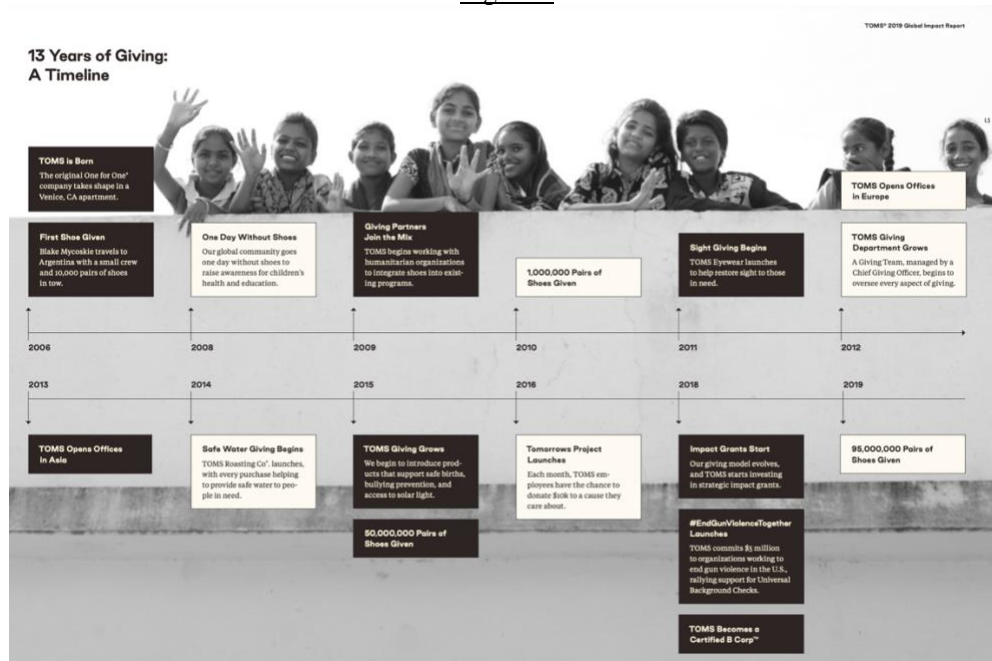 TOMS® 2019 Global Impact Report
13 Years of Giving:
A Timeline
TOMS is Born
The original One for One®
company takes shape in a
Venice, CA apartment.
First Shoe Given
Blake Mycoskie travels to
Argentina with a small crew
and 10,000 pairs of shoes
in tow.
2006
One Day Without Shoes
Our global community goes
one day without shoes to
raise awareness for children's
health and education.
2008
Giving Partners
Join the Mix
TOMS begins working with
humanitarian organizations
to integrate shoes into exist-
ing programs.
2009
1,000,000 Pairs of
Shoes Given
2010
Sight Giving Begins
TOMS Eyewear launches
to help restore sight to those
in need.
2011
TOMS Opens Offices
in Europe
TOMS Giving
Department Grows
A Giving Team, managed by a
Chief Giving Officer, begins to
oversee every aspect of giving.
2012
2013
TOMS Opens Offices
in Asia
2014
Safe Water Giving Begins
TOMS Roasting Co®. launches,
with every purchase helping
to provide safe water to peo-
ple in need.
2015
TOMS Giving Grows
We begin to introduce prod-
ucts that support safe births,
bullying prevention, and
access to solar light.
50,000,000 Pairs of
Shoes Given
2016
Tomorrows Project
Launches
Each month, TOMS em-
ployees have the chance to
donate $10k to a cause they
care about.
2018
Impact Grants Start
Our giving model evolves,
and TOMS starts investing
in strategic impact grants.
#EndGunViolenceTogether
Launches
TOMS commits $5 million
to organizations working to
end gun violence in the U.S.,
rallying support for Universal
Background Checks.
TOMS Becomes a
Certified B Corp™
2019
95,000,000 Pairs of
Shoes Given